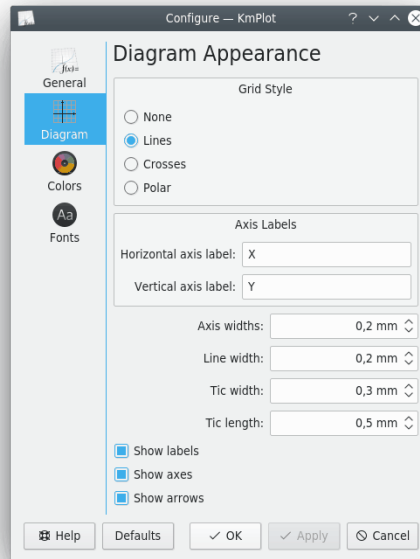 Configure — KmPlot
f(x)=
General
Diagram
Colors
Aa
Fonts
Diagram Appearance
Grid Style
None
Lines
Crosses
Polar
Axis Labels
Horizontal axis label: X
Vertical axis label: Y
Axis widths: 0,2 mm
Line width: 0,2 mm
Tic width: 0,3 mm
Tic length: 0,5 mm
Show labels
Show axes
Show arrows
Help Defaults OK Apply Cancel